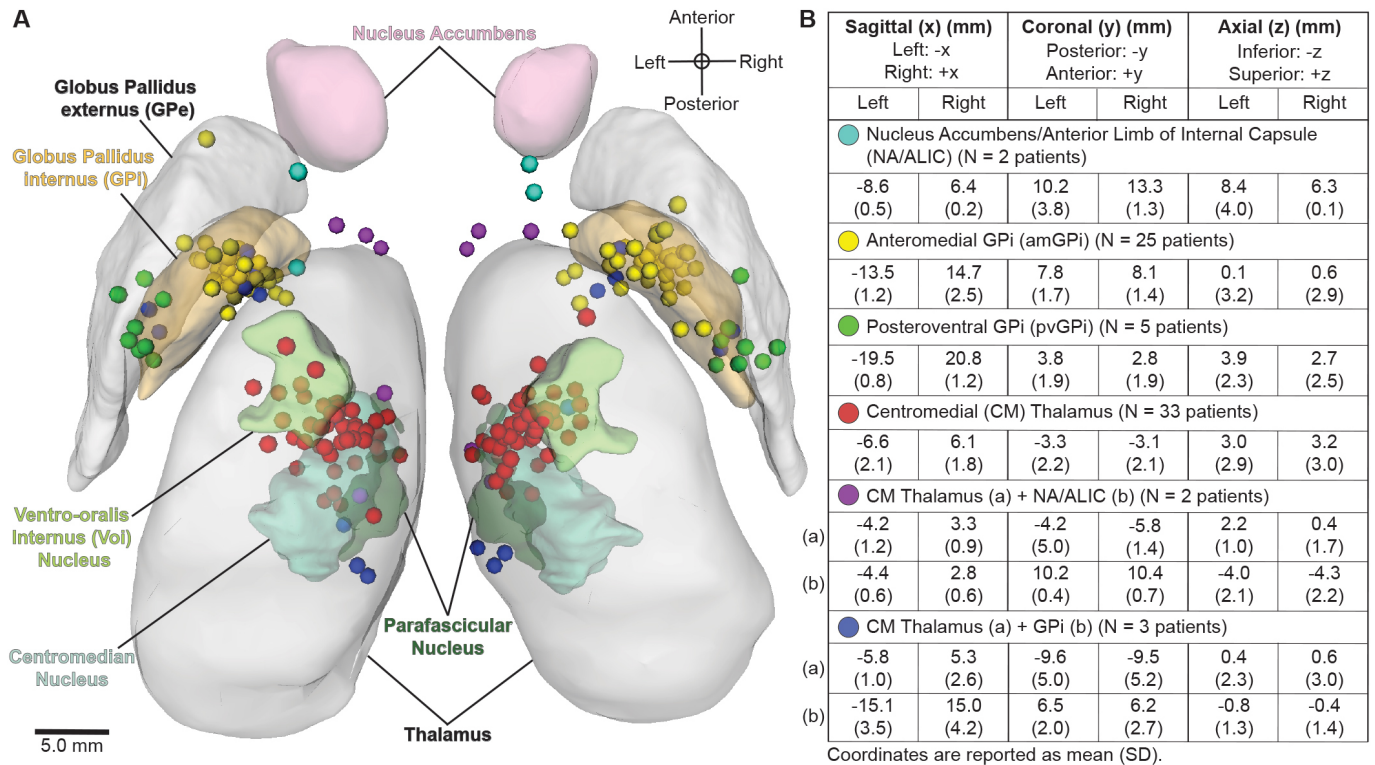 A
Nucleus Accumbens
Anterior
Left
Right
Posterior
Globus Pallidus
externus (GPe)
Globus Pallidus
internus (GPI)
Ventro-oralis
Internus (Voi)
Nucleus
Centromedian
Nucleus
Parafascicular
Nucleus
Thalamus
5.0 mm
B
Sagittal (x) (mm) Coronal (y) (mm) Axial (z) (mm)
Left: -x Posterior: -y Inferior: -z
Right: +x Anterior: +y Superior: +z
Left Right Left Right Left Right
Nucleus Accumbens/Anterior Limb of Internal Capsule
(NA/ALIC) (N = 2 patients)
-8.6 6.4 10.2 13.3 8.4 6.3
(0.5) (0.2) (3.8) (1.3) (4.0) (0.1)
Anteromedial GPi (amGPi) (N = 25 patients)
-13.5 14.7 7.8 8.1 0.1 0.6
(1.2) (2.5) (1.7) (1.4) (3.2) (2.9)
Posteroventral GPi (pvGPi) (N = 5 patients)
-19.5 20.8 3.8 2.8 3.9 2.7
(0.8) (1.2) (1.9) (1.9) (2.3) (2.5)
Centromedial (CM) Thalamus (N = 33 patients)
-6.6 6.1 -3.3 -3.1 3.0 3.2
(2.1) (1.8) (2.2) (2.1) (2.9) (3.0)
CM Thalamus (a) + NA/ALIC (b) (N = 2 patients)
(a) -4.2 3.3 -4.2 -5.8 2.2 0.4
(1.2) (0.9) (5.0) (1.4) (1.0) (1.7)
(b) -4.4 2.8 10.2 10.4 -4.0 -4.3
(0.6) (0.6) (0.4) (0.7) (2.1) (2.2)
CM Thalamus (a) + GPi (b) (N = 3 patients)
(a) -5.8 5.3 -9.6 -9.5 0.4 0.6
(1.0) (2.6) (5.0) (5.2) (2.3) (3.0)
(b) -15.1 15.0 6.5 6.2 -0.8 -0.4
(3.5) (4.2) (2.0) (2.7) (1.3) (1.4)
Coordinates are reported as mean (SD).